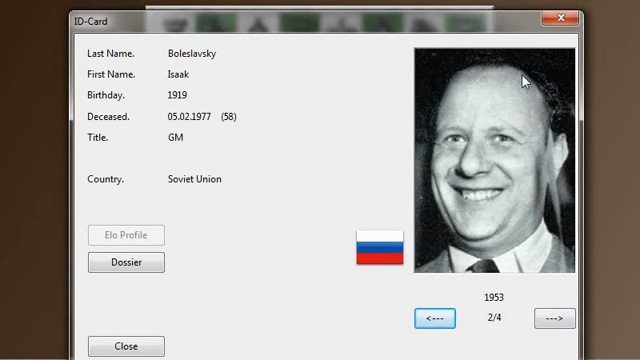 ID-Card
Last Name. Boleslavsky
First Name. Isaak
Birthday. 1919
Deceased. 05.02.1977 (58)
Title. GM
Country. Soviet Union
Elo Profile
Dossier
1953
<--- 2/4 --->
Close